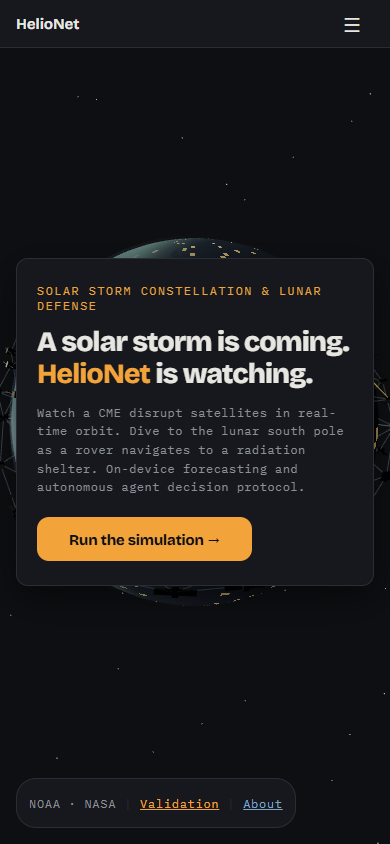 HelioNet
SOLAR STORM CONSTELLATION & LUNAR
DEFENSE
A solar storm is coming.
HelioNet is watching.
Watch a CME disrupt satellites in real-
time orbit. Dive to the lunar south pole
as a rover navigates to a radiation
shelter. On-device forecasting and
autonomous agent decision protocol.
Run the simulation →
NOAA · NASA | Validation | About